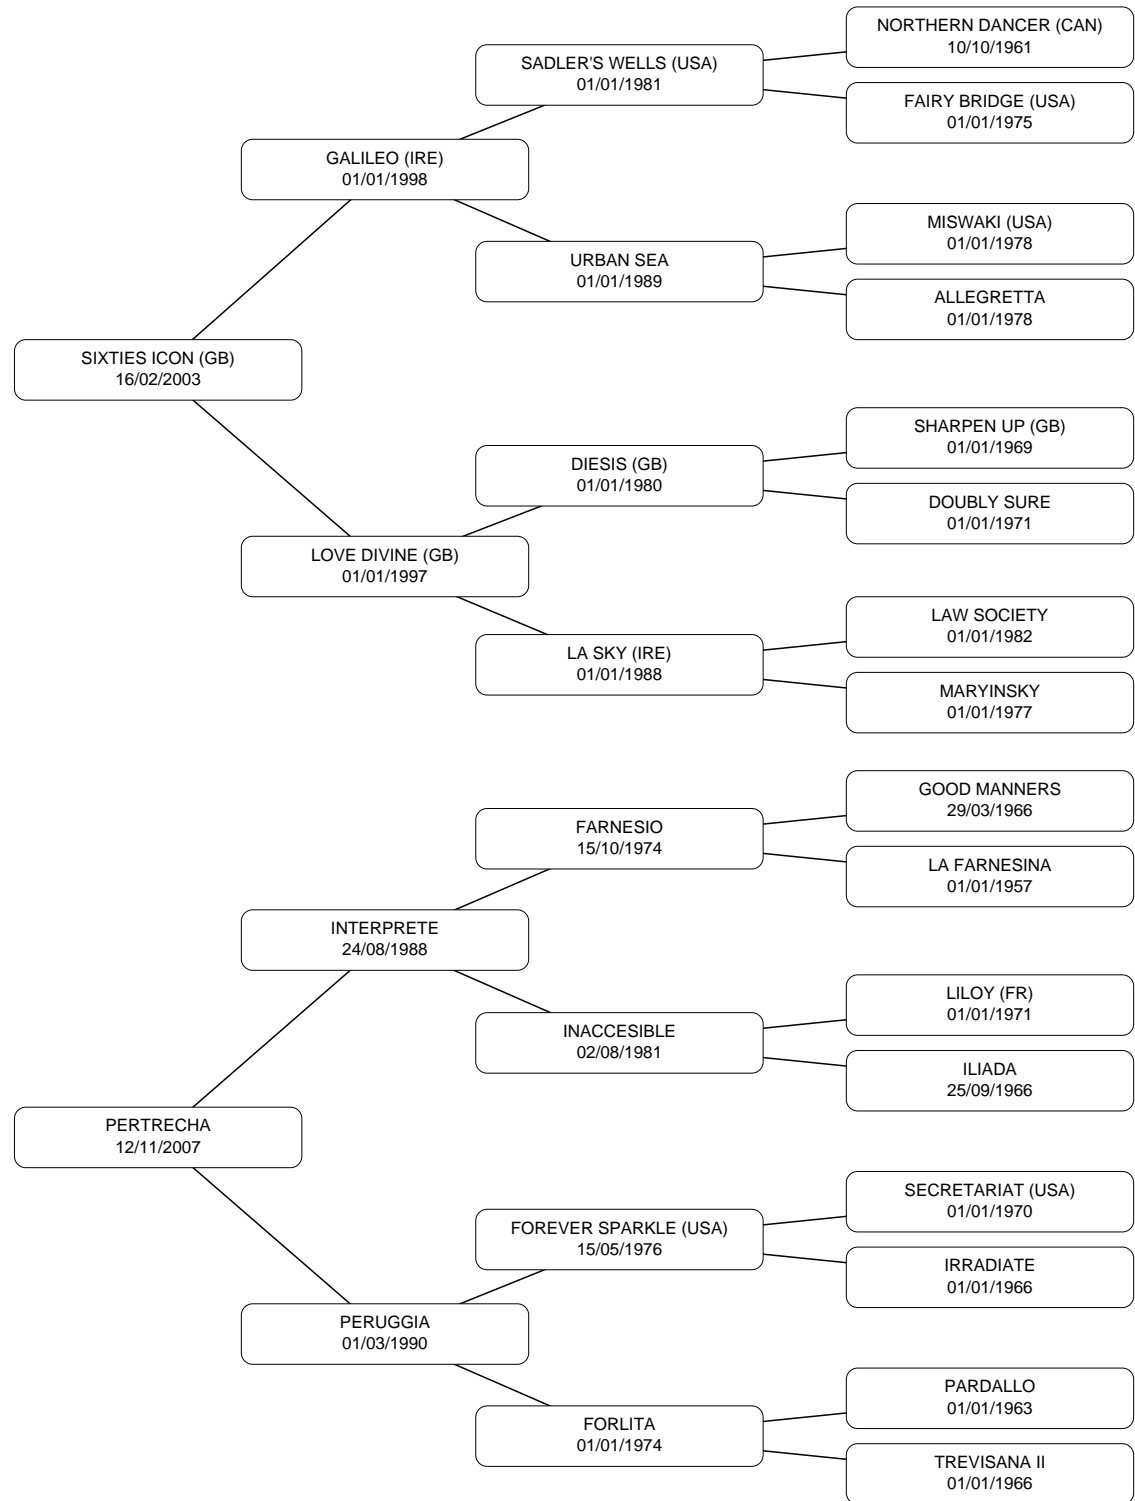 NORTHERN DANCER (CAN)
10/10/1961
SADLER'S WELLS (USA)
01/01/1981
FAIRY BRIDGE (USA)
01/01/1975
GALILEO (IRE)
01/01/1998
MISWAKI (USA)
01/01/1978
URBAN SEA
01/01/1989
ALLEGRETTA
01/01/1978
SIXTIES ICON (GB)
16/02/2003
SHARPEN UP (GB)
01/01/1969
DIESIS (GB)
01/01/1980
DOUBLY SURE
01/01/1971
LOVE DIVINE (GB)
01/01/1997
LAW SOCIETY
01/01/1982
LA SKY (IRE)
01/01/1988
MARYINSKY
01/01/1977
GOOD MANNERS
29/03/1966
FARNESIO
15/10/1974
LA FARNESINA
01/01/1957
INTERPRETE
24/08/1988
LILOY (FR)
01/01/1971
INACCESIBLE
02/08/1981
ILIADA
25/09/1966
PERTRECHA
12/11/2007
SECRETARIAT (USA)
01/01/1970
FOREVER SPARKLE (USA)
15/05/1976
IRRADIATE
01/01/1966
PERUGGIA
01/03/1990
PARDALLO
01/01/1963
FORLITA
01/01/1974
TREVISANA II
01/01/1966